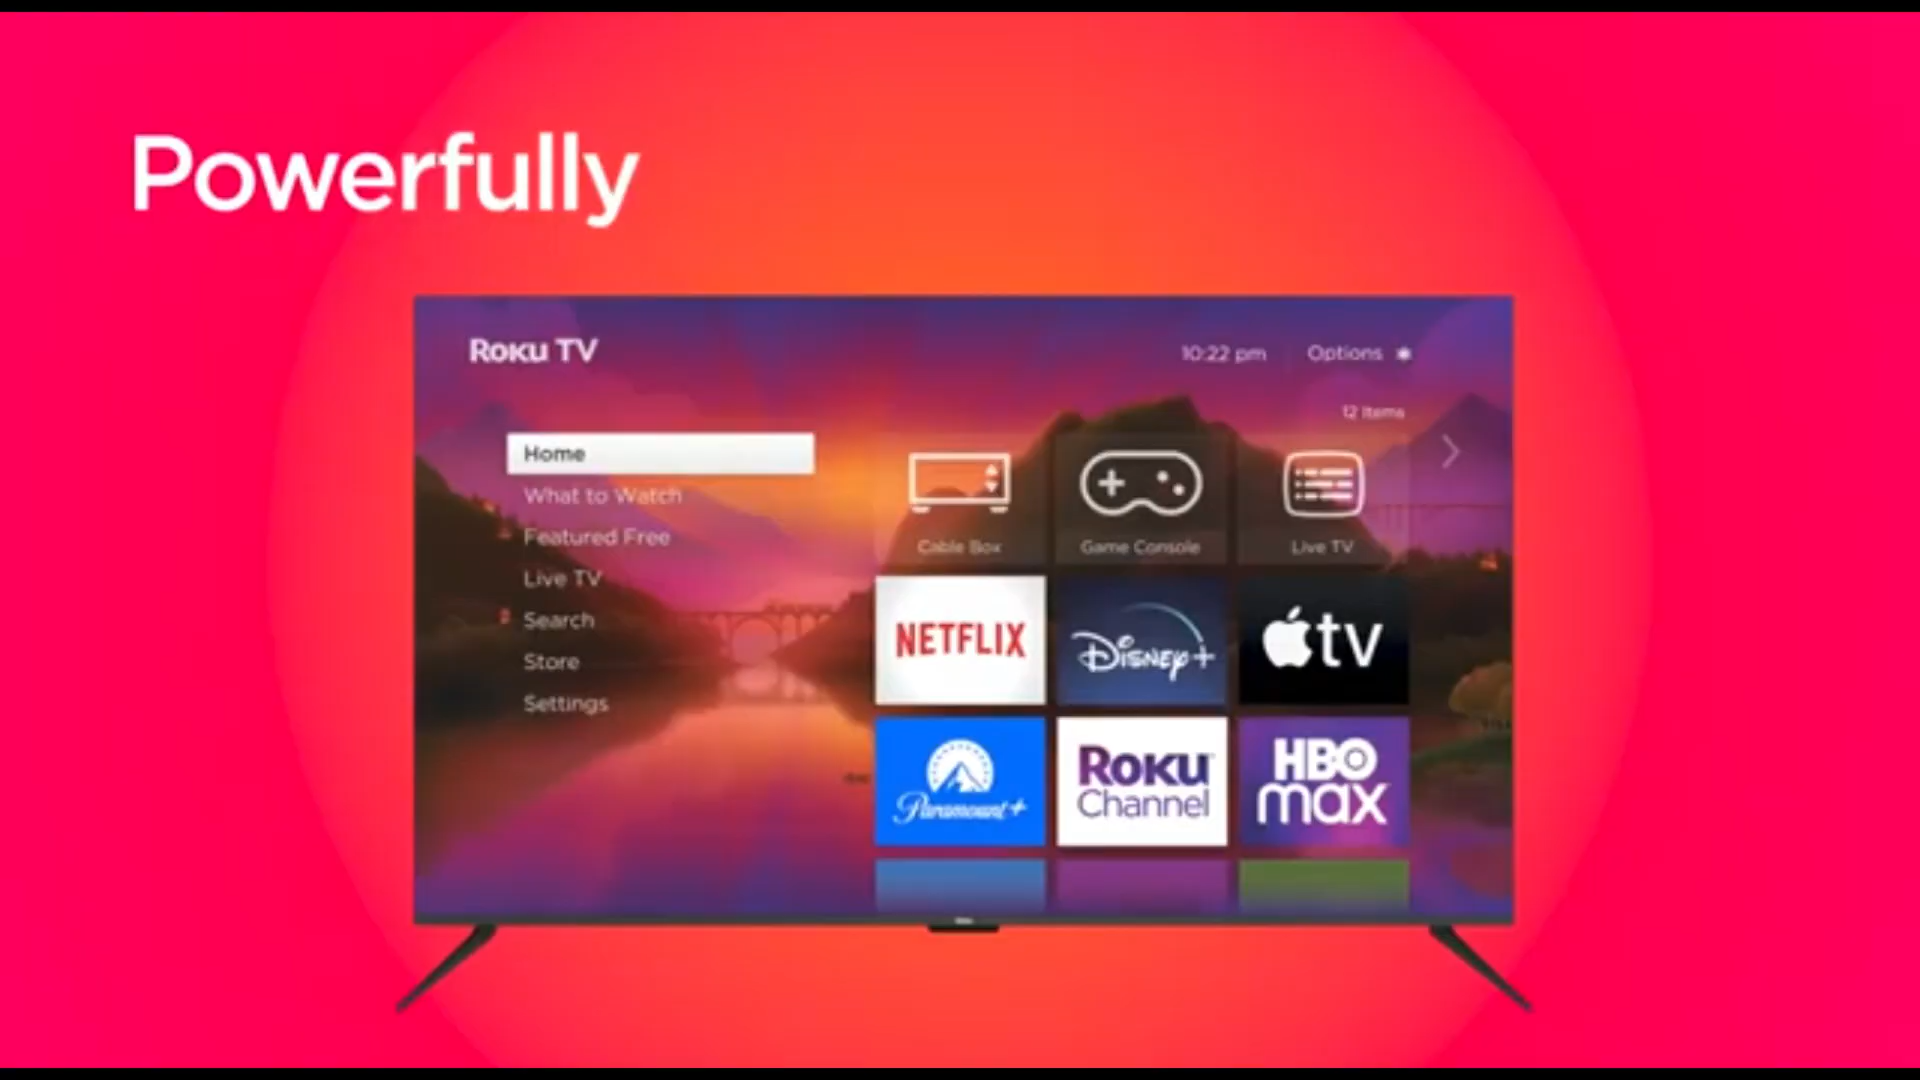 Powerfully
Roku TV
10:22 pm
Options *
12 Items
Home
What to Watch
Featured Free
Live TV
Search
Store
Settings
Cable Box
Game Console
Live TV
NETFLIX
Disney+
tv
Paramount+
Roku
Channel
HBO
max